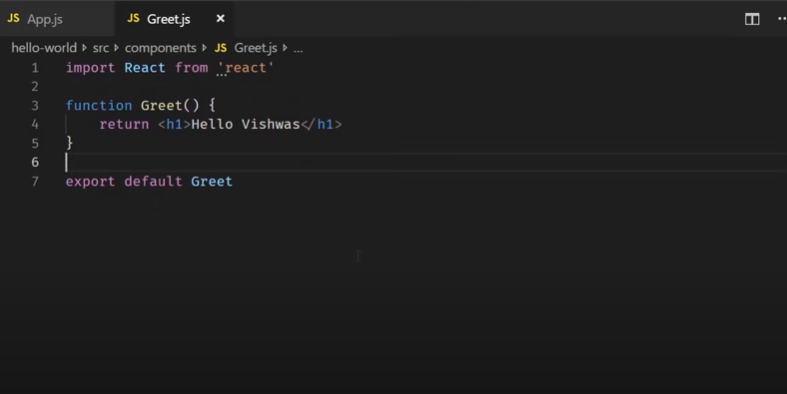 JS App.js JS Greet.js ×
hello-world src components JS Greet.js ...
1 import React from 'react'
2
3 function Greet() {
4     return <h1>Hello Vishwas</h1>
5 }
6
7 export default Greet